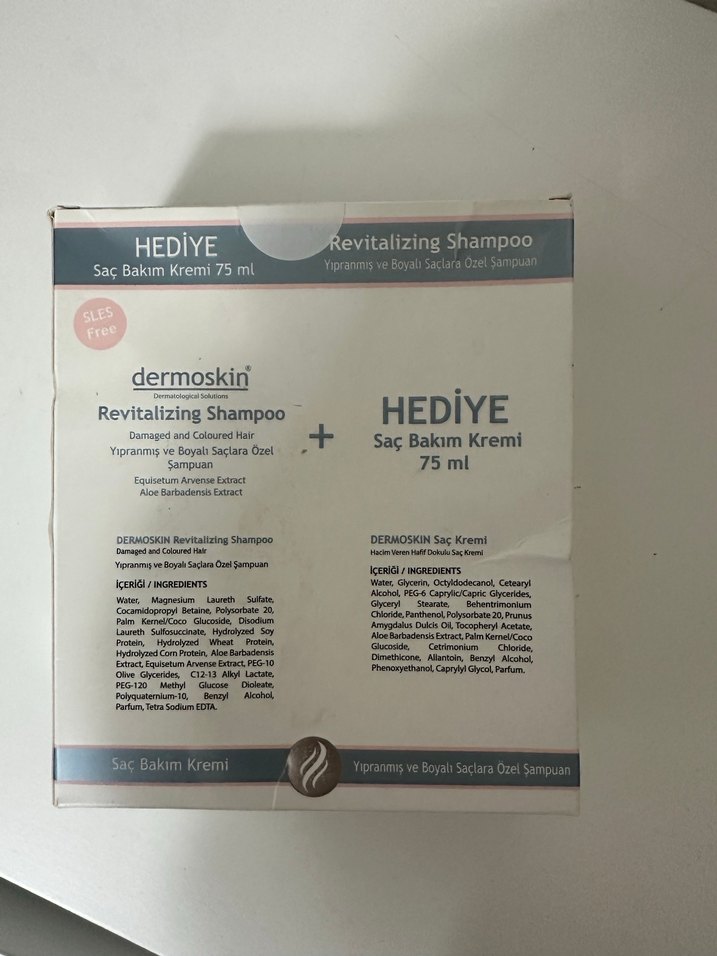 HEDİYE
Saç Bakım Kremi 75 ml
Revitalizing Shampoo
Yıpranmış ve Boyalı Saçlara Özel Şampuan
SLES
Free
dermoskin®
Dermatological Solutions
Revitalizing Shampoo
Damaged and Coloured Hair
Yıpranmış ve Boyalı Saçlara Özel
Şampuan
Equisetum Arvense Extract
Aloe Barbadensis Extract
+
HEDİYE
Saç Bakım Kremi
75 ml
DERMOSKIN Revitalizing Shampoo
Damaged and Coloured Hair
Yıpranmış ve Boyalı Saçlara Özel Şampuan
İÇERİĞİ / INGREDIENTS
Water, Magnesium Laureth Sulfate,
Cocamidopropyl Betaine, Polysorbate 20,
Palm Kernel/Coco Glucoside, Disodium
Laureth Sulfosuccinate, Hydrolyzed Soy
Protein, Hydrolyzed Wheat Protein,
Hydrolyzed Corn Protein, Aloe Barbadensis
Extract, Equisetum Arvense Extract, PEG-10
Olive Glycerides, C12-13 Alkyl Lactate,
PEG-120 Methyl Glucose Dioleate,
Polyquaternium-10, Benzyl Alcohol,
Parfum, Tetra Sodium EDTA.
DERMOSKIN Saç Kremi
Hacim Veren Hafif Dokulu Saç Kremi
İÇERİĞİ / INGREDIENTS
Water, Glycerin, Octyldodecanol, Cetearyl
Alcohol, PEG-6 Caprylic/Capric Glycerides,
Glyceryl Stearate, Behentrimonium
Chloride, Panthenol, Polysorbate 20, Prunus
Amygdalus Dulcis Oil, Tocopheryl Acetate,
Aloe Barbadensis Extract, Palm Kernel/Coco
Glucoside, Cetrimonium Chloride,
Dimethicone, Allantoin, Benzyl Alcohol,
Phenoxyethanol, Caprylyl Glycol, Parfum.
Saç Bakım Kremi
Yıpranmış ve Boyalı Saçlara Özel Şampuan